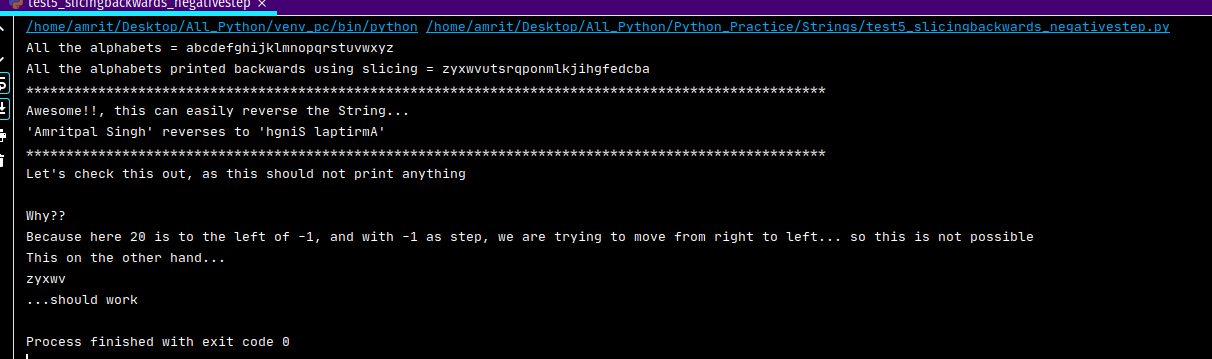 test5_slicingbackwards_negativestep ×
/home/amrit/Desktop/All_Python/venv_pc/bin/python /home/amrit/Desktop/All_Python/Python_Practice/Strings/test5_slicingbackwards_negativestep.py
All the alphabets = abcdefghijklmnopqrstuvwxyz
All the alphabets printed backwards using slicing = zyxwvutsrqponmlkjihgfedcba
****************************************************************************************************
Awesome!!, this can easily reverse the String...
'Amritpal Singh' reverses to 'hgniS laptirmA'
****************************************************************************************************
Let's check this out, as this should not print anything
Why??
Because here 20 is to the left of -1, and with -1 as step, we are trying to move from right to left... so this is not possible
This on the other hand...
zyxwv
...should work
Process finished with exit code 0